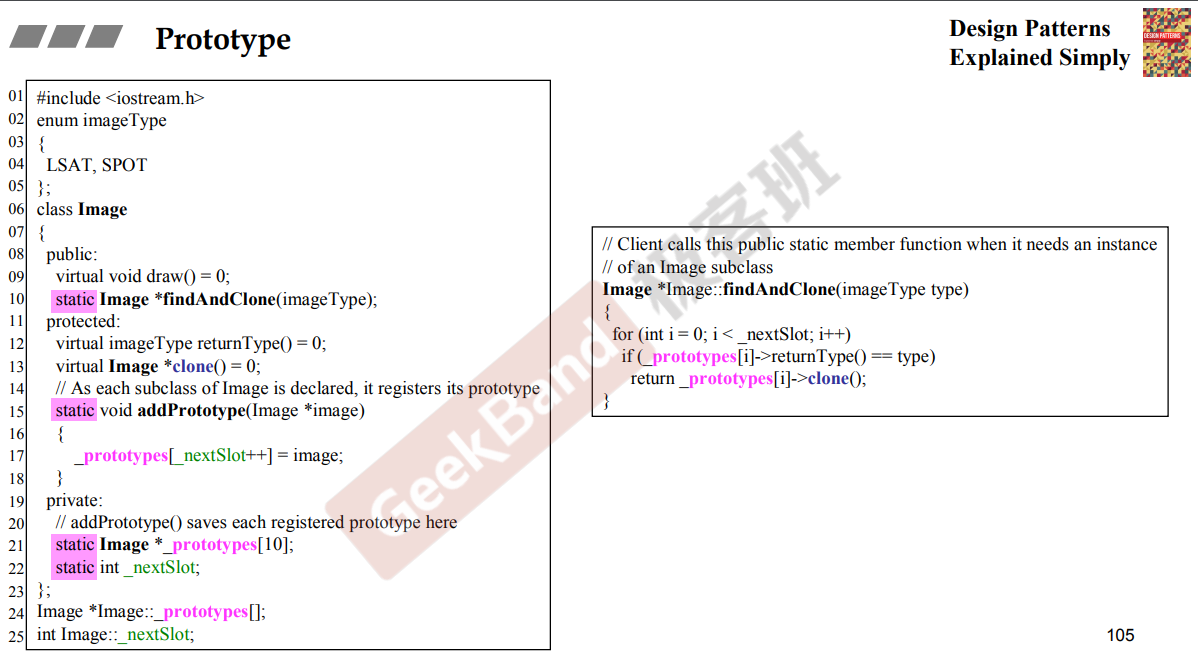 Prototype
Design Patterns
Explained Simply
DESIGN PATTERNS
01 #include <iostream.h>
02 enum imageType
03 {
04 LSAT, SPOT
05 };
06 class Image
07 {
08 public:
09 virtual void draw() = 0;
10 static Image *findAndClone(imageType);
11 protected:
12 virtual imageType returnType() = 0;
13 virtual Image *clone() = 0;
14 // As each subclass of Image is declared, it registers its prototype
15 static void addPrototype(Image *image)
16 {
17 _prototypes[_nextSlot++] = image;
18 }
19 private:
20 // addPrototype() saves each registered prototype here
21 static Image *_prototypes[10];
22 static int _nextSlot;
23 };
24 Image *Image::_prototypes[];
25 int Image::_nextSlot;
// Client calls this public static member function when it needs an instance
// of an Image subclass
Image *Image::findAndClone(imageType type)
{
for (int i = 0; i < _nextSlot; i++)
if (_prototypes[i]->returnType() == type)
return _prototypes[i]->clone();
}
GeekBand 极客班
105